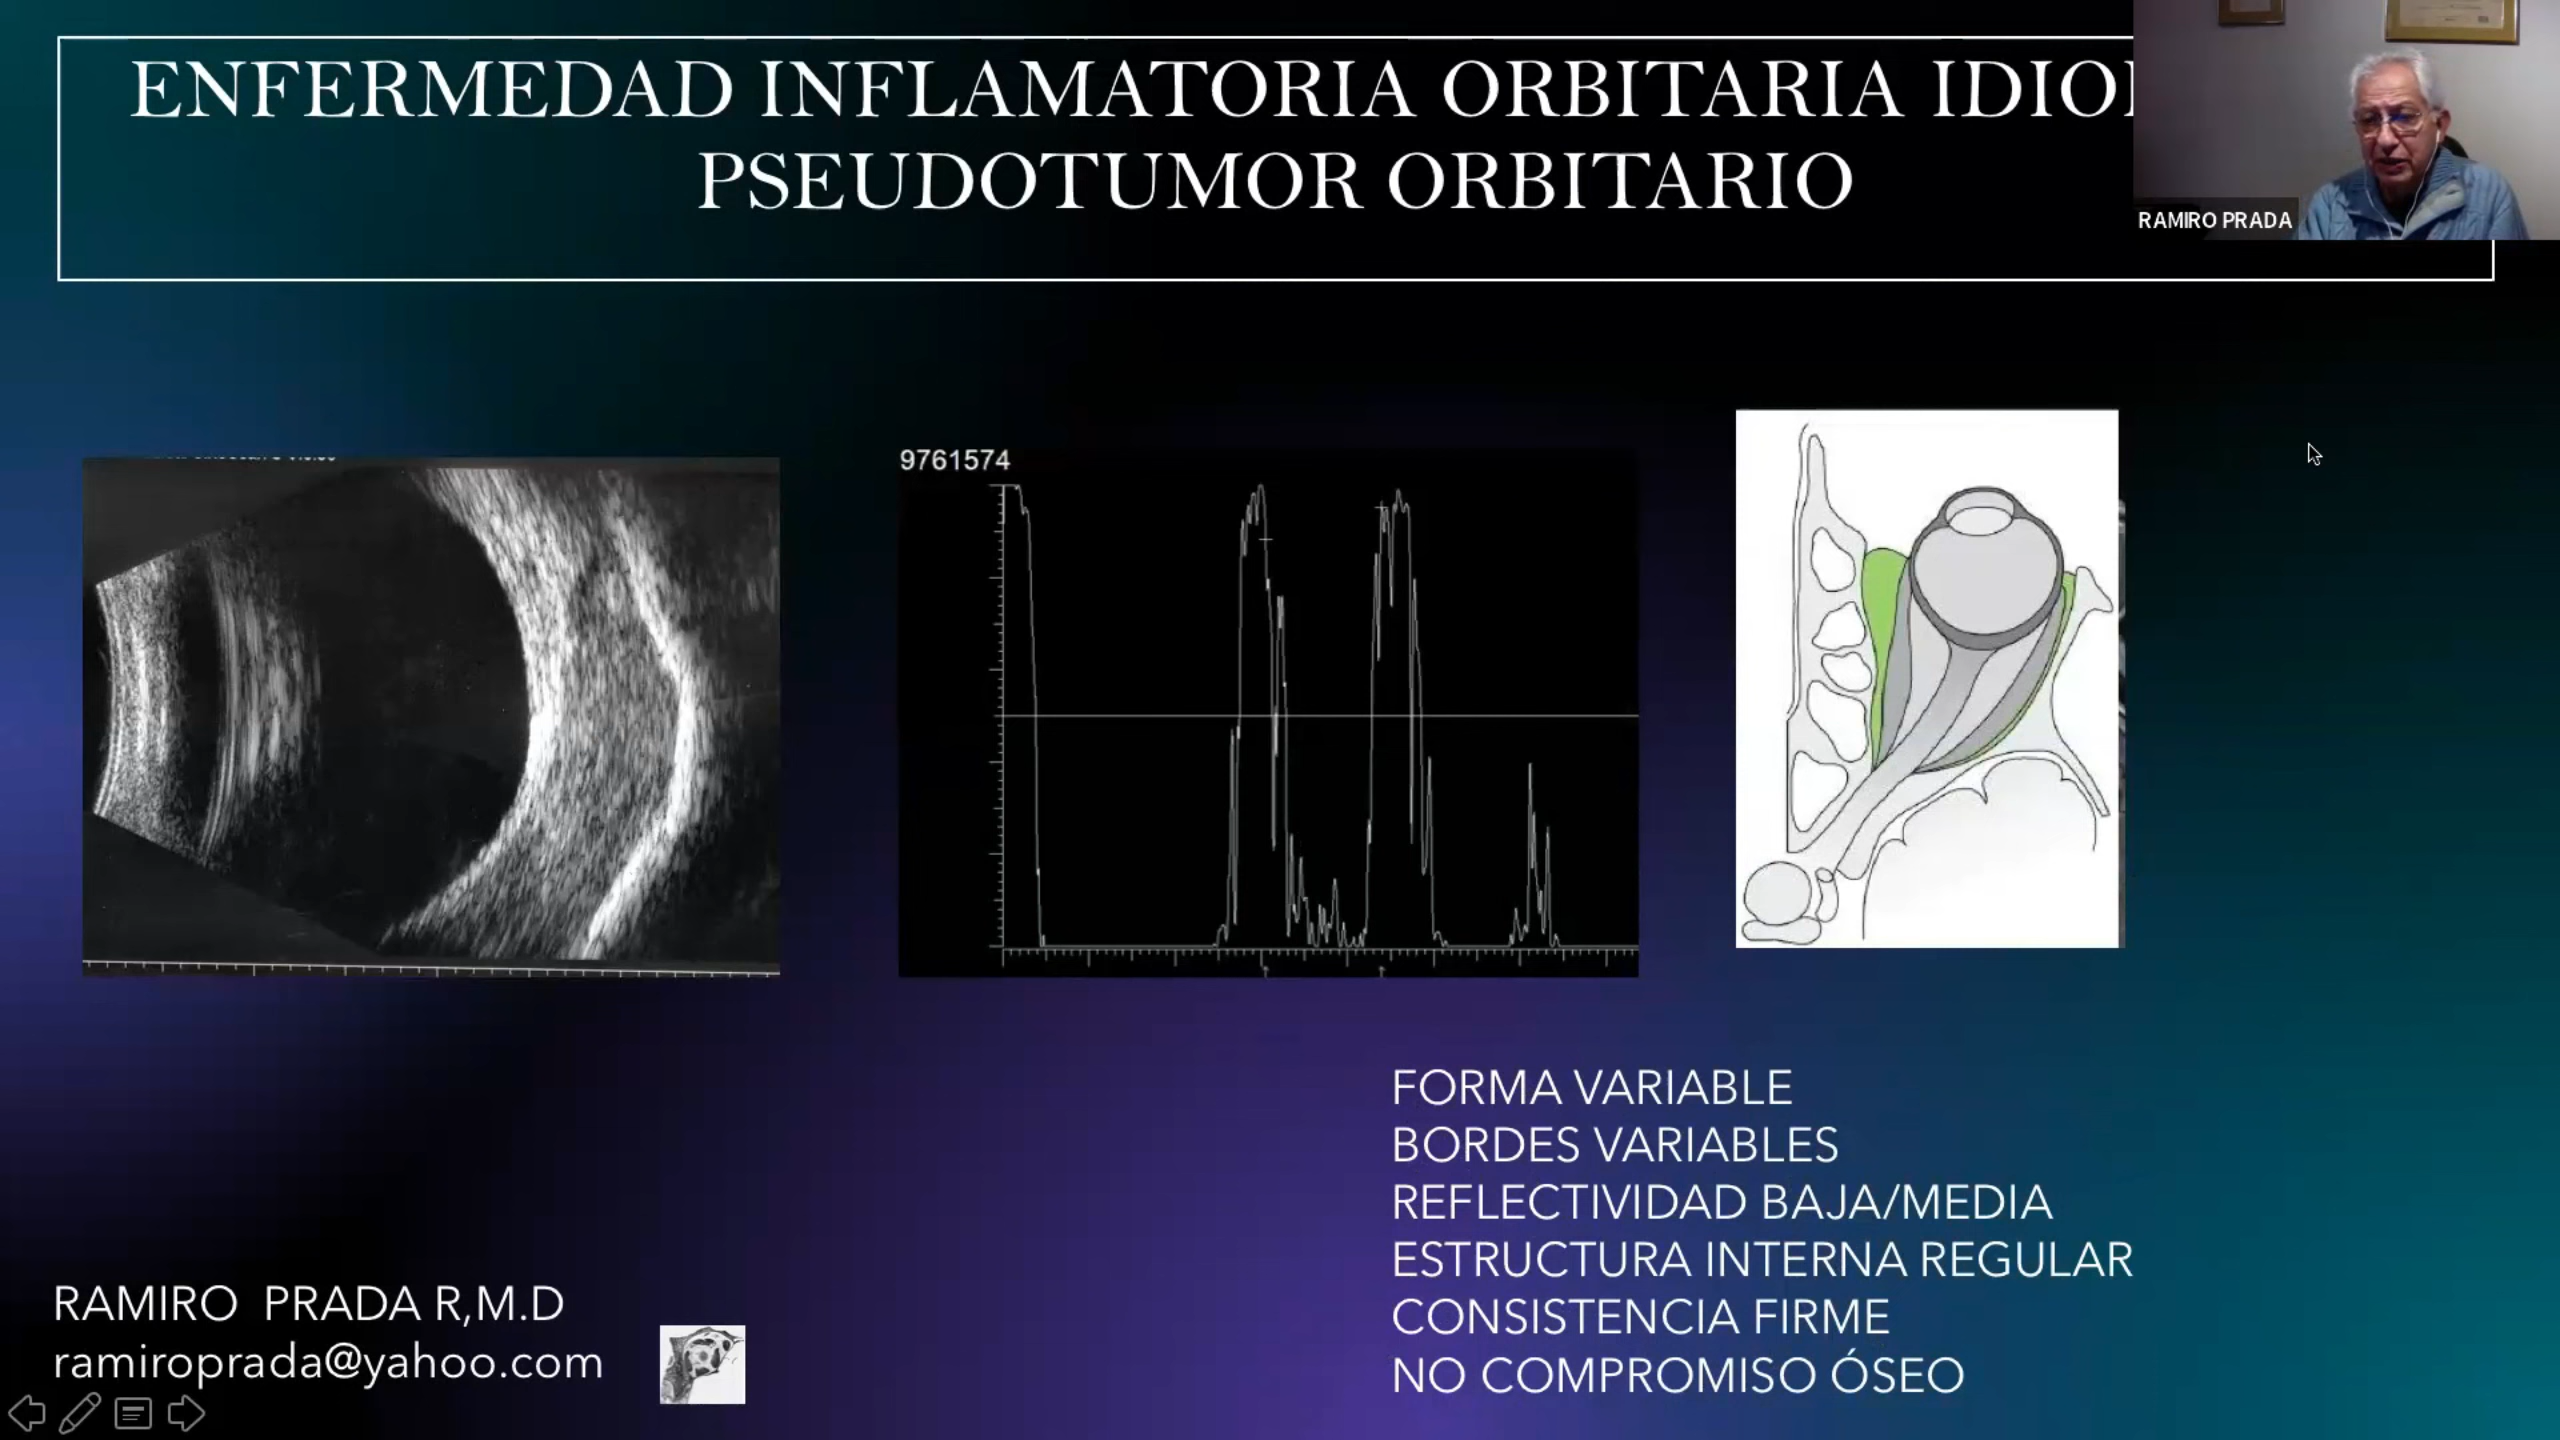 ENFERMEDAD INFLAMATORIA ORBITARIA
PSEUDOTUMOR ORBITARIO
RAMIRO PRADA
9761574
FORMA VARIABLE
BORDES VARIABLES
REFLECTIVIDAD BAJA/MEDIA
ESTRUCTURA INTERNA REGULAR
CONSISTENCIA FIRME
NO COMPROMISO ÓSEO
RAMIRO PRADA R,M.D
ramiroprada@yahoo.com